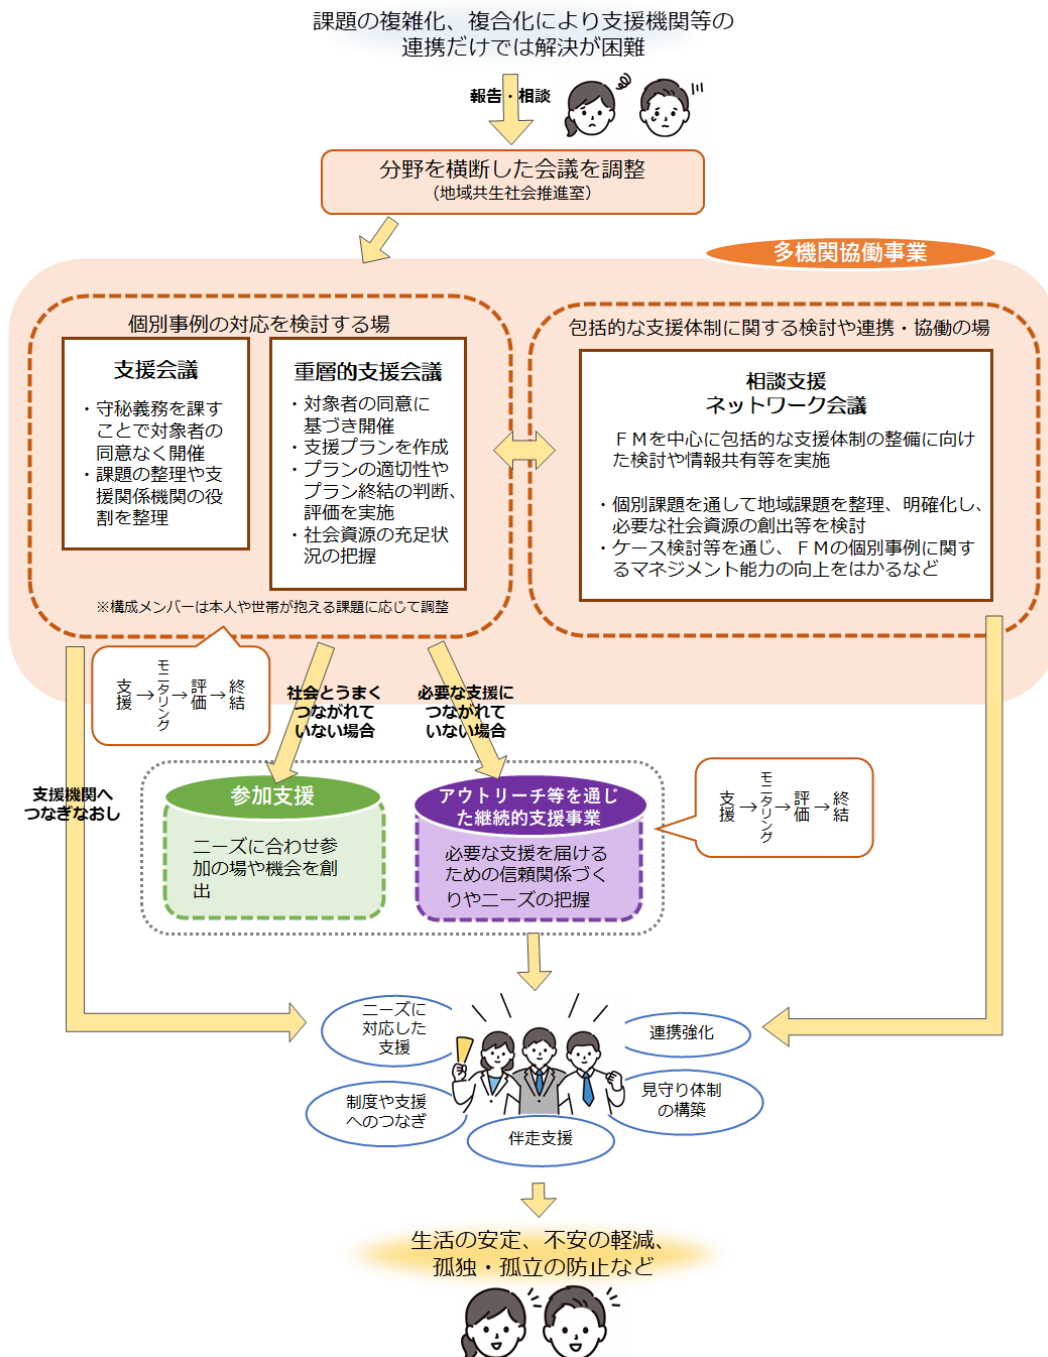 課題の複雑化、複合化により支援機関等の
連携だけでは解決が困難
報告・相談
分野を横断した会議を調整
（地域共生社会推進室）
多機関協働事業
個別事例の対応を検討する場
支援会議
・守秘義務を課す
ことで対象者の
同意なく開催
・課題の整理や支
援関係機関の役
割を整理
重層的支援会議
・対象者の同意に
基づき開催
・支援プランを作成
・プランの適切性や
プラン終結の判断、
評価を実施
・社会資源の充足状
況の把握
※構成メンバーは本人や世帯が抱える課題に応じて調整
包括的な支援体制に関する検討や連携・協働の場
相談支援
ネットワーク会議
ＦＭを中心に包括的な支援体制の整備に向け
た検討や情報共有等を実施
・個別課題を通して地域課題を整理、明確化し、
必要な社会資源の創出等を検討
・ケース検討等を通じ、ＦＭの個別事例に関す
るマネジメント能力の向上をはかるなど
支援→モニタリング→評価→終結
社会とうまく
つながれて
いない場合
必要な支援に
つながれて
いない場合
支援機関へ
つなぎなおし
参加支援
ニーズに合わせ参
加の場や機会を創
出
アウトリーチ等を通じ
た継続的支援事業
必要な支援を届ける
ための信頼関係づく
りやニーズの把握
支援→モニタリング→評価→終結
ニーズに
対応した
支援
連携強化
制度や支援
へのつなぎ
見守り体制
の構築
伴走支援
生活の安定、不安の軽減、
孤独・孤立の防止など